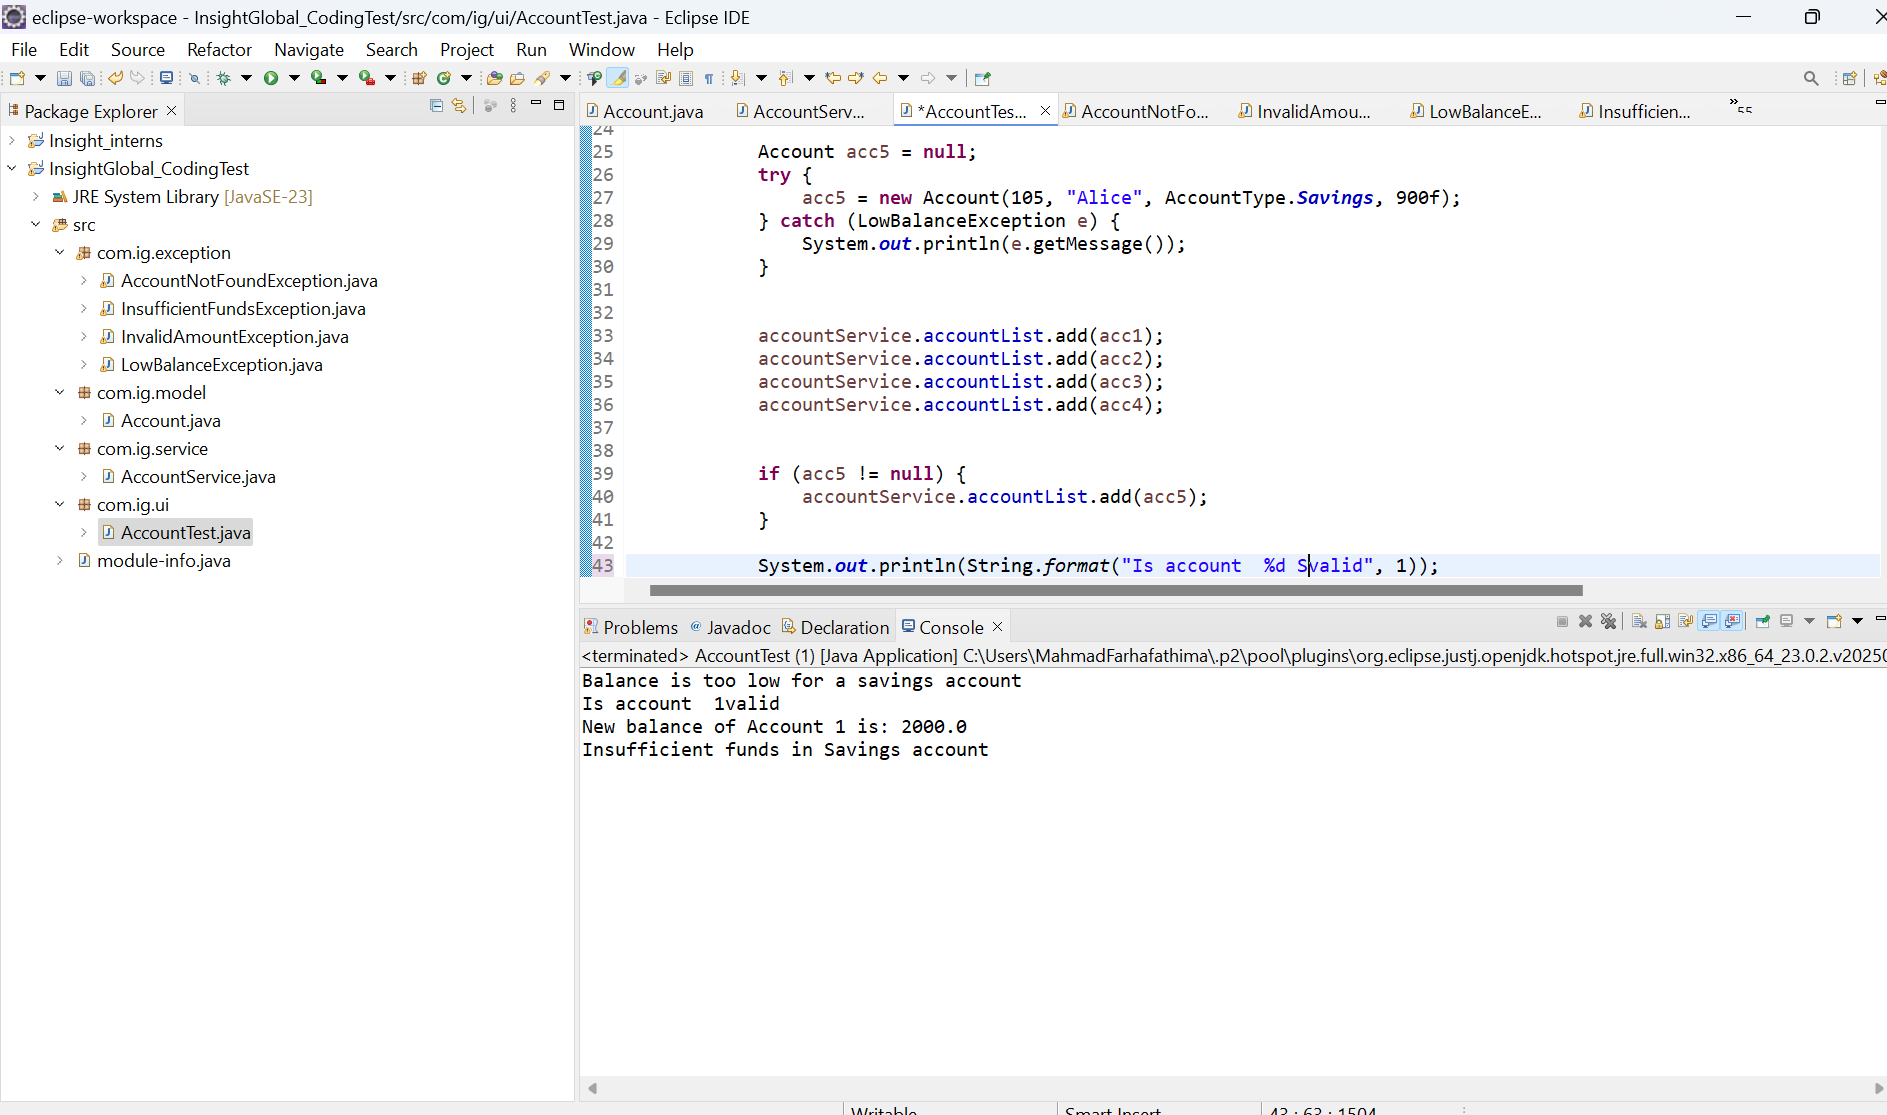 eclipse-workspace - InsightGlobal_CodingTest/src/com/ig/ui/AccountTest.java - Eclipse IDE
File Edit Source Refactor Navigate Search Project Run Window Help
Package Explorer
Insight_interns
InsightGlobal_CodingTest
JRE System Library [JavaSE-23]
src
com.ig.exception
AccountNotFoundException.java
InsufficientFundsException.java
InvalidAmountException.java
LowBalanceException.java
com.ig.model
Account.java
com.ig.service
AccountService.java
com.ig.ui
AccountTest.java
module-info.java
Account.java AccountServ... *AccountTes... AccountNotFo... InvalidAmou... LowBalanceE... Insufficien... »55
24
25 Account acc5 = null;
26 try {
27 acc5 = new Account(105, "Alice", AccountType.Savings, 900f);
28 } catch (LowBalanceException e) {
29 System.out.println(e.getMessage());
30 }
31
32
33 accountService.accountList.add(acc1);
34 accountService.accountList.add(acc2);
35 accountService.accountList.add(acc3);
36 accountService.accountList.add(acc4);
37
38
39 if (acc5 != null) {
40 accountService.accountList.add(acc5);
41 }
42
43 System.out.println(String.format("Is account  %d Svalid", 1));
Problems @ Javadoc Declaration Console
<terminated> AccountTest (1) [Java Application] C:\Users\MahmadFarhafathima\.p2\pool\plugins\org.eclipse.justj.openjdk.hotspot.jre.full.win32.x86_64_23.0.2.v2025
Balance is too low for a savings account
Is account  1valid
New balance of Account 1 is: 2000.0
Insufficient funds in Savings account
Writable Smart Insert 43 : 63 : 1504